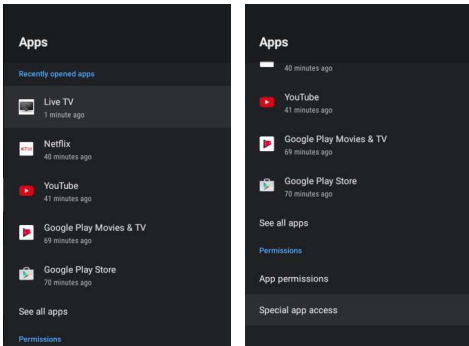 Apps
Recently opened apps
Live TV
1 minute ago
NETFLIX
Netflix
40 minutes ago
YouTube
41 minutes ago
Google Play Movies & TV
69 minutes ago
Google Play Store
70 minutes ago
See all apps
Permissions
Apps
40 minutes ago
YouTube
41 minutes ago
Google Play Movies & TV
69 minutes ago
Google Play Store
70 minutes ago
See all apps
Permissions
App permissions
Special app access